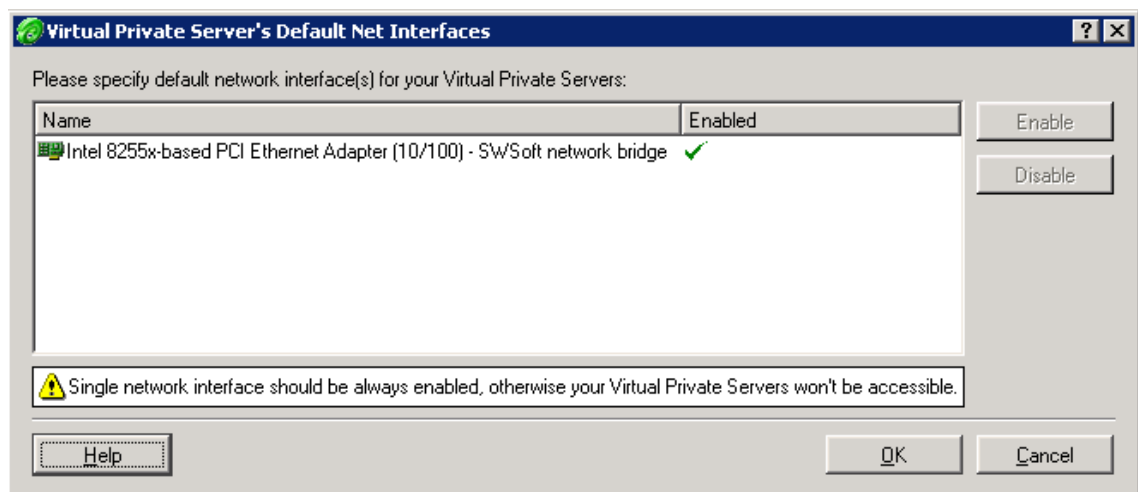 Virtual Private Server's Default Net Interfaces
Please specify default network interface(s) for your Virtual Private Servers:
Name Enabled
Intel 8255x-based PCI Ethernet Adapter (10/100) - SWSoft network bridge
Enable
Disable
Single network interface should be always enabled, otherwise your Virtual Private Servers won't be accessible.
Help OK Cancel